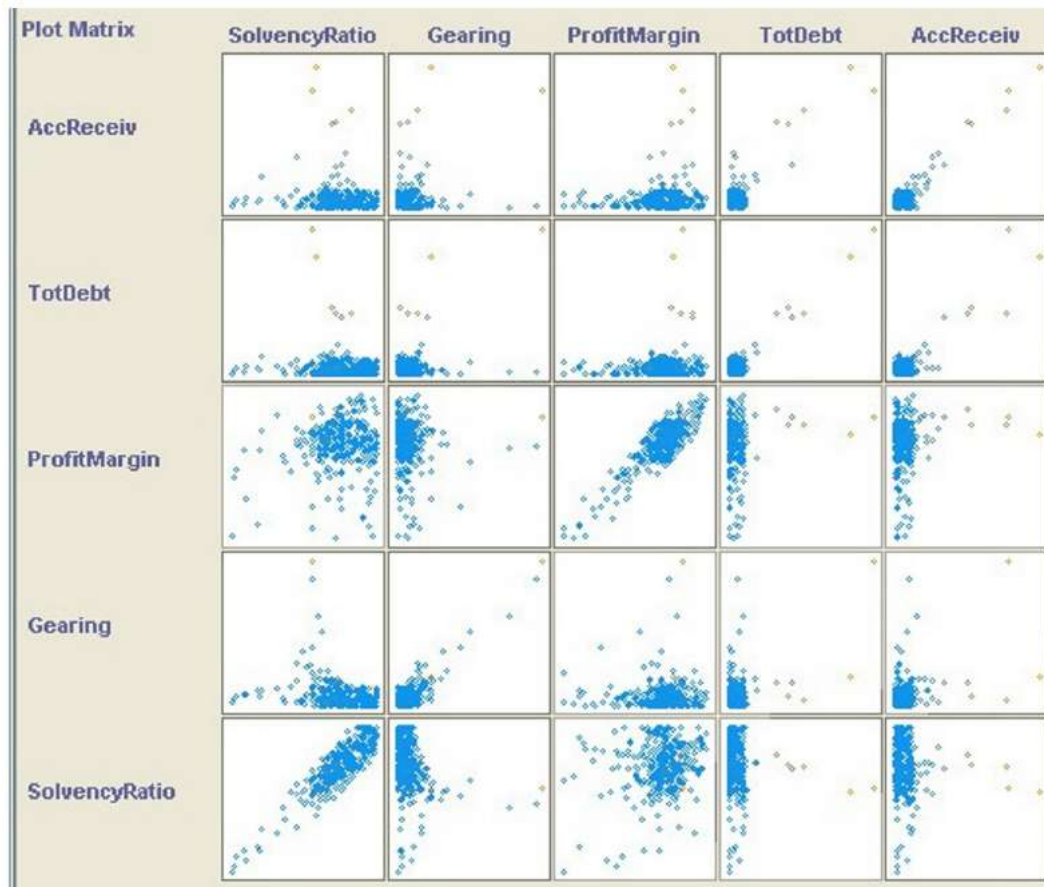 Plot Matrix
SolvencyRatio Gearing ProfitMargin TotDebt AccReceiv
AccReceiv
TotDebt
ProfitMargin
Gearing
SolvencyRatio